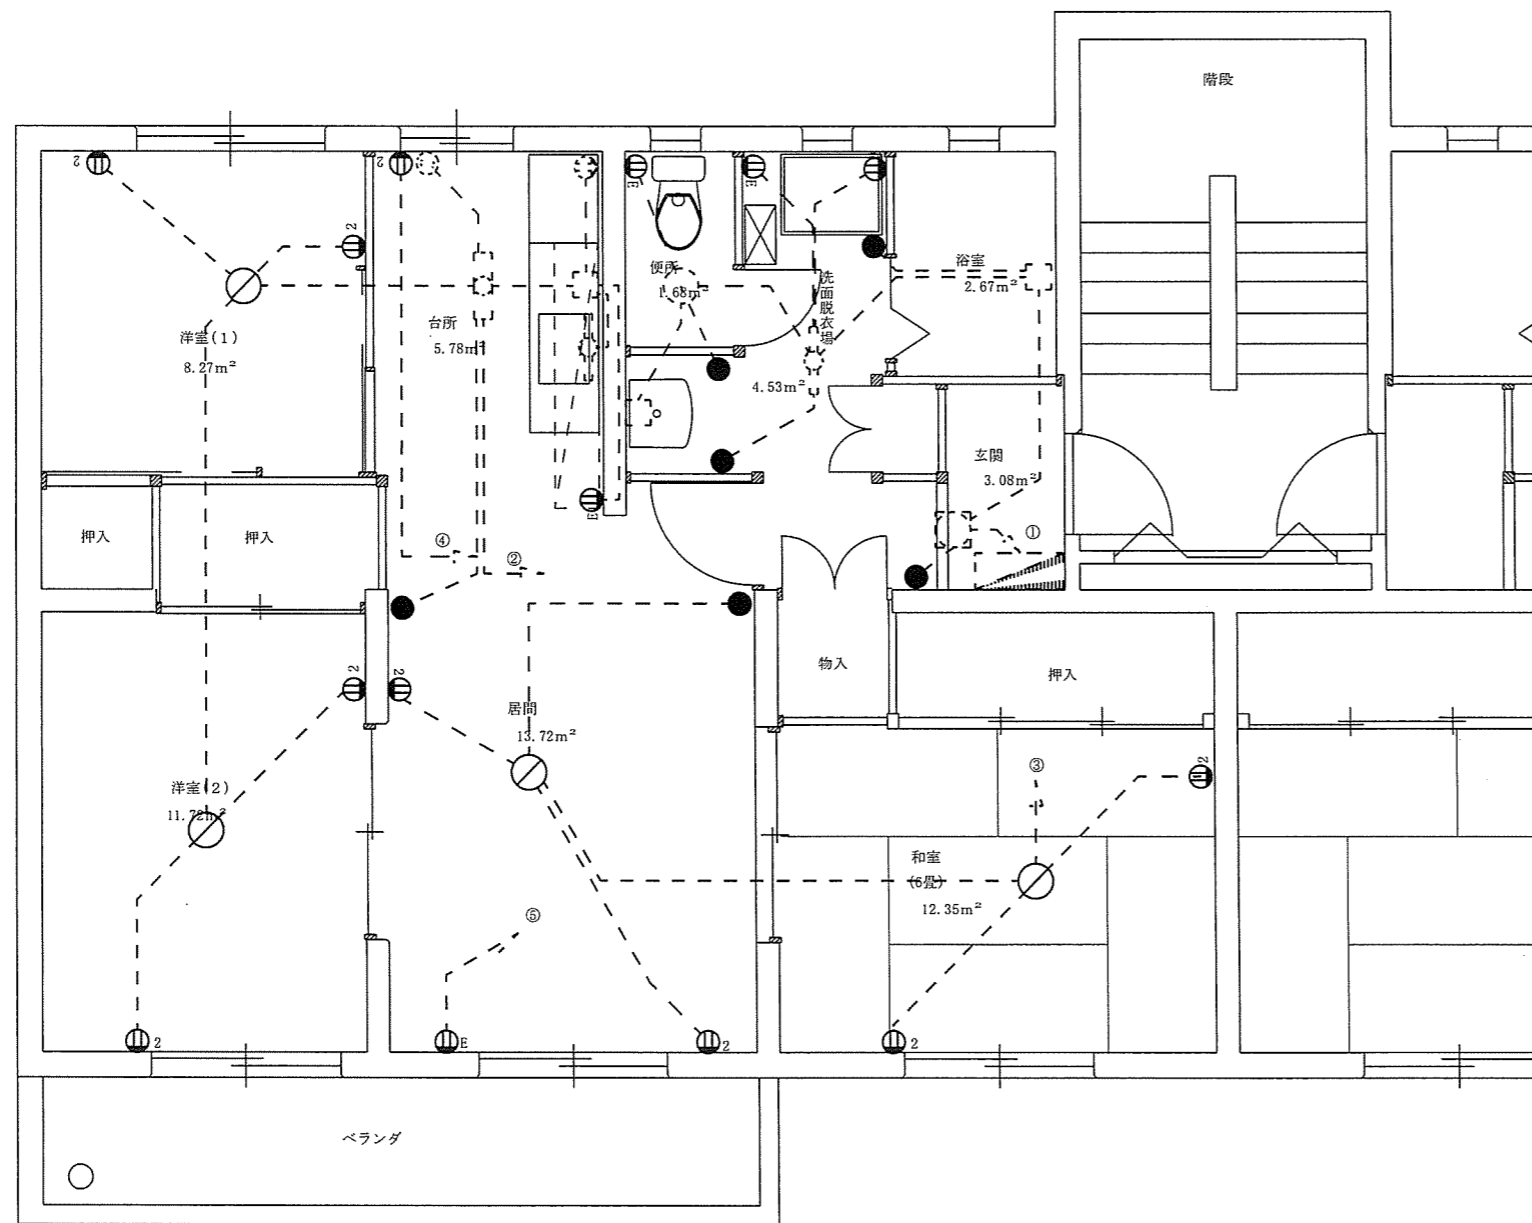 階段
2
2
E
E
2
浴室
2.67m²
便所
1.68m²
洗面脱衣場
台所
5.78m²
洋室(1)
8.27m²
4.53m²
玄関
3.08m²
E
①
押入
押入
④
②
物入
押入
2
2
居間
13.72m²
洋室(2)
11.72m²
③
2
和室
(6畳)
12.35m²
⑤
2
E
2
2
ベランダ